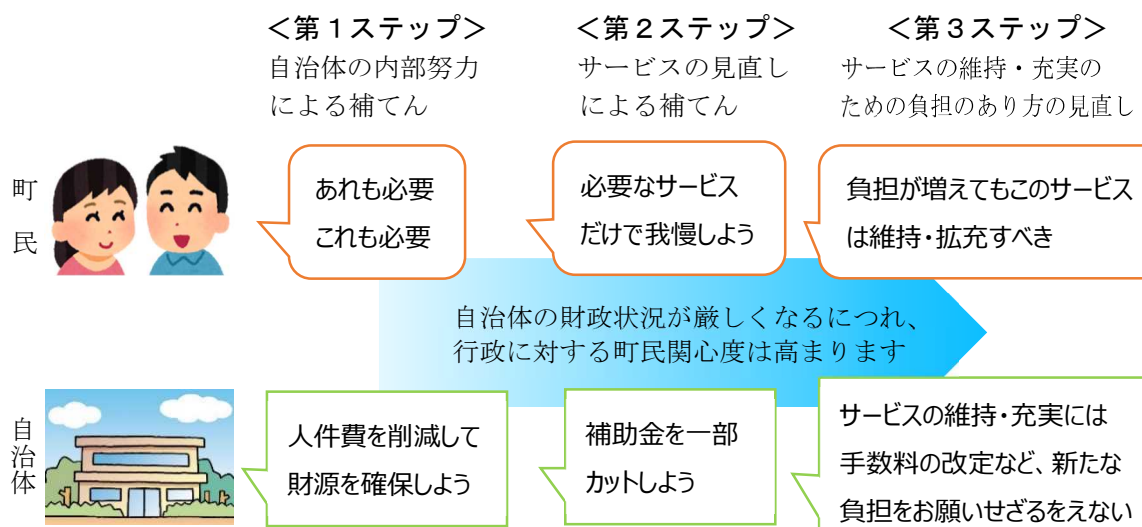 ＜第１ステップ＞
自治体の内部努力
による補てん
＜第２ステップ＞
サービスの見直し
による補てん
＜第３ステップ＞
サービスの維持・充実の
ための負担のあり方の見直し
町民
あれも必要
これも必要
必要なサービス
だけで我慢しよう
負担が増えてもこのサービス
は維持・拡充すべき
自治体の財政状況が厳しくなるにつれ、
行政に対する町民関心度は高まります
自治体
人件費を削減して
財源を確保しよう
補助金を一部
カットしよう
サービスの維持・充実には
手数料の改定など、新たな
負担をお願いせざるをえない